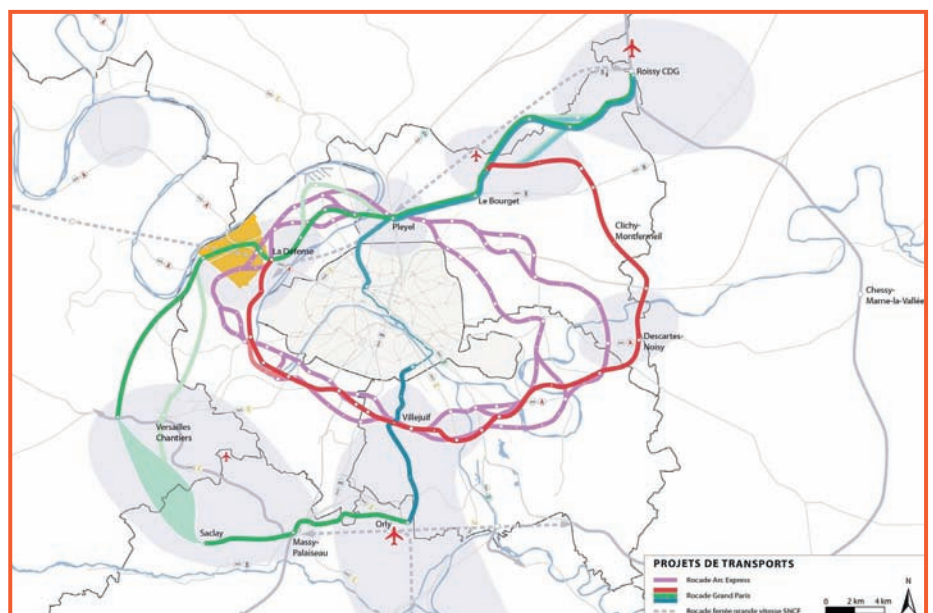 Roissy CDG
Le Bourget
Pleyel
Clichy-
Montfermeil
La Défense
Chessy-
Marne-la-Vallée
Descartes-
Noisy
Villejuif
Versailles
Chantiers
Orly
Saclay
Massy-
Palaiseau
PROJETS DE TRANSPORTS
Rocade Arc Express
Rocade Grand Paris
Rocade ferrée grande vitesse SNCF
N
0 2 km 4 km